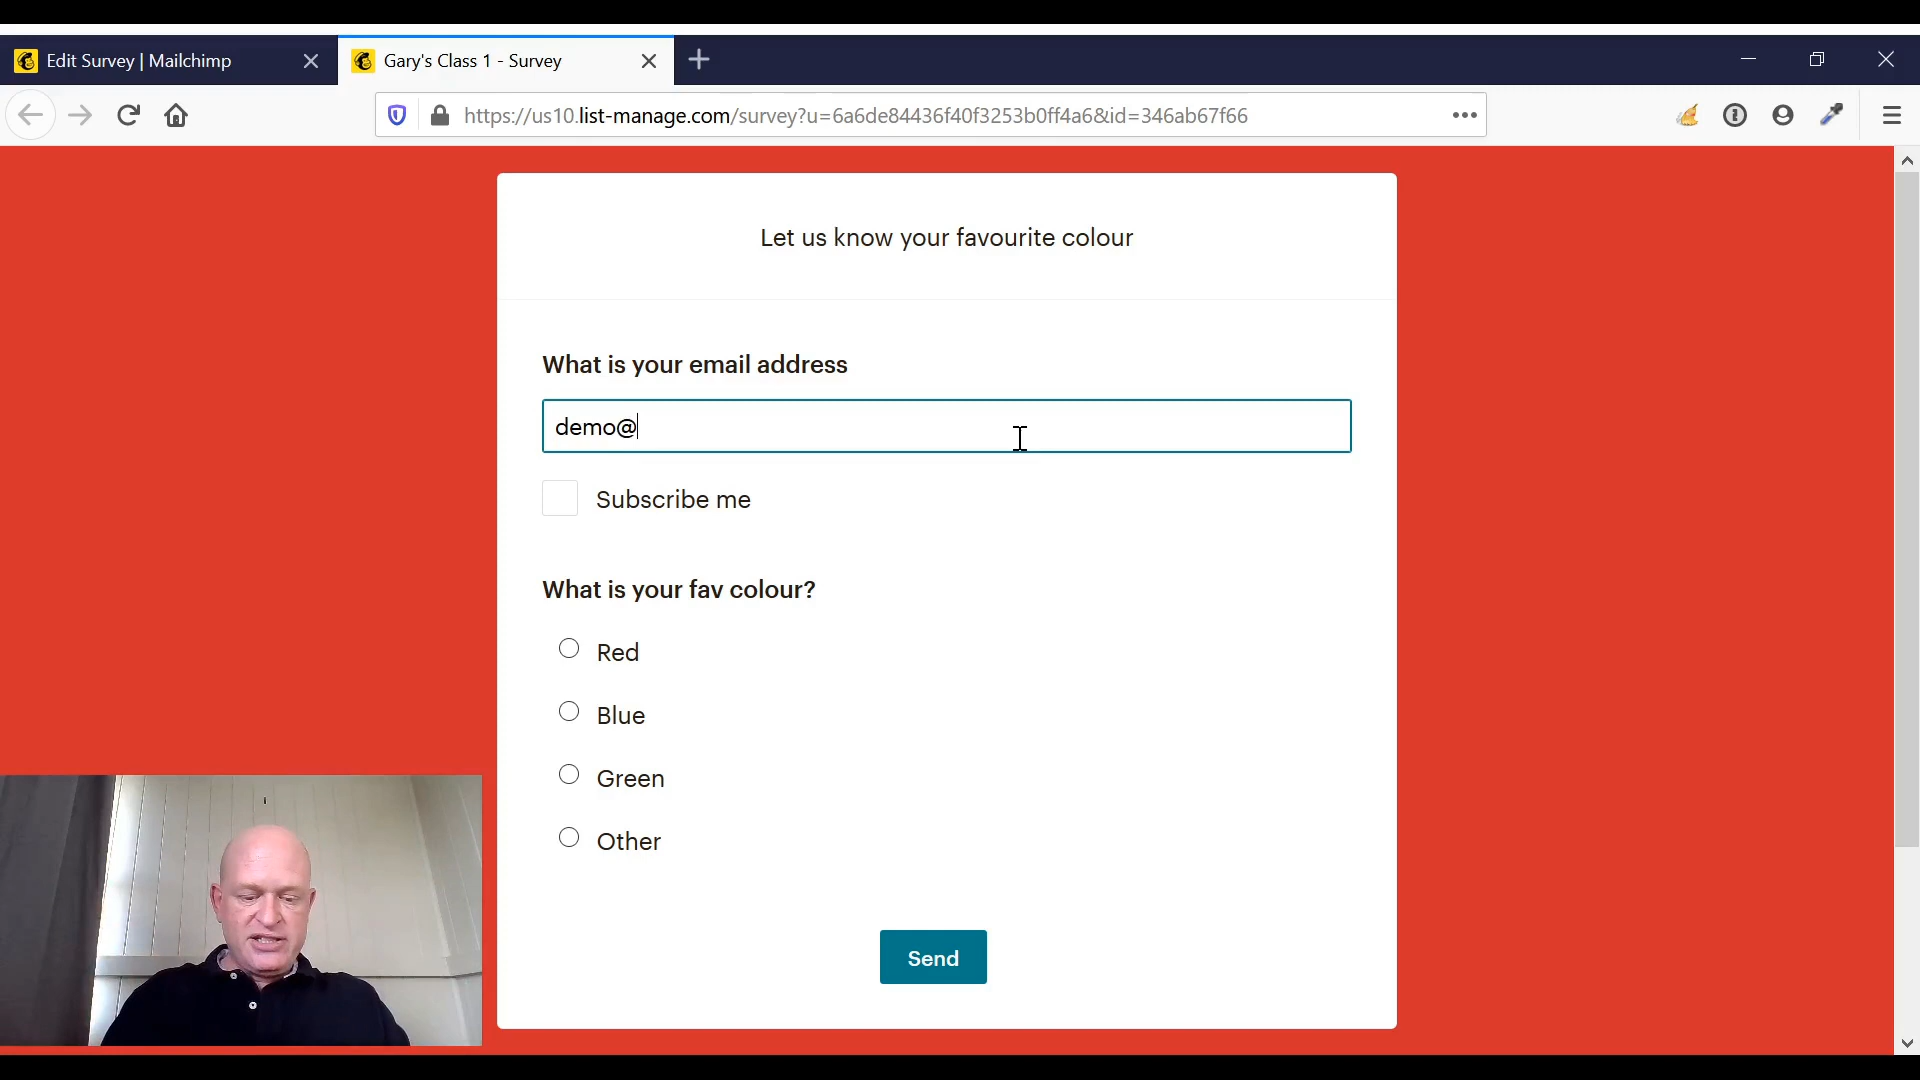 Edit Survey | Mailchimp
Gary's Class 1 - Survey
https://us10.list-manage.com/survey?u=6a6de84436f40f3253b0ff4a6&id=346ab67f66
Let us know your favourite colour
What is your email address
demo@
Subscribe me
What is your fav colour?
Red
Blue
Green
Other
Send